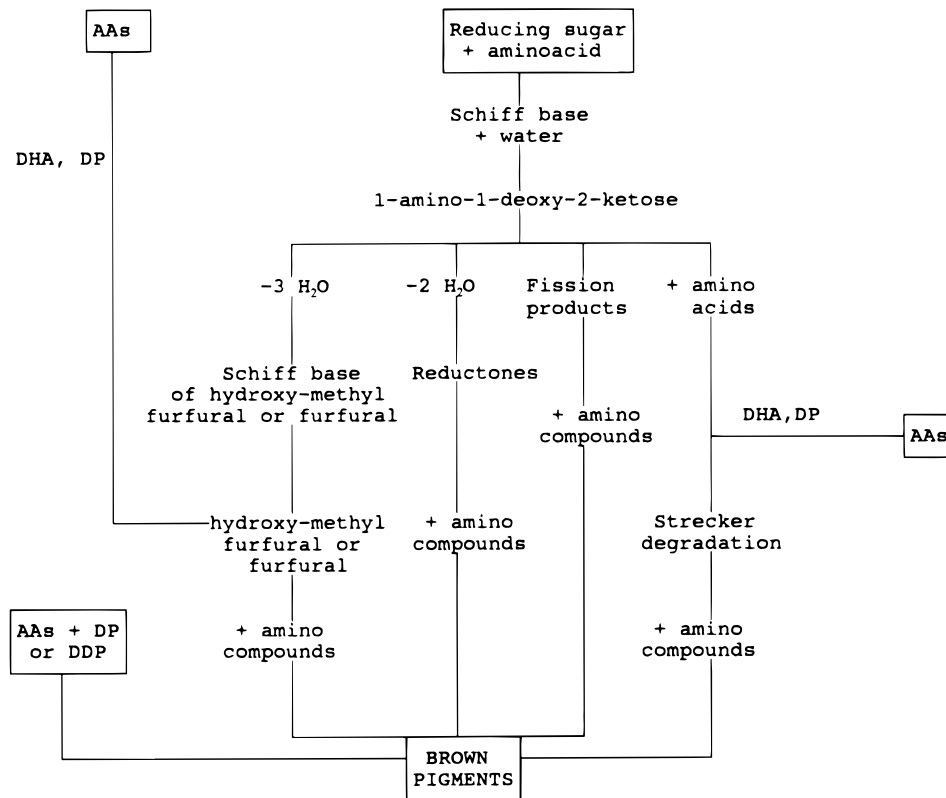 AAs
Reducing sugar
+ aminoacid
Schiff base
+ water
DHA, DP
1-amino-1-deoxy-2-ketose
-3 H₂O
-2 H₂O
Fission
products
+ amino
acids
Schiff base
of hydroxy-methyl
furfural or furfural
Reductones
+ amino
compounds
DHA,DP
AAs
hydroxy-methyl
furfural or
furfural
+ amino
compounds
Strecker
degradation
AAs + DP
or DDP
+ amino
compounds
+ amino
compounds
BROWN
PIGMENTS